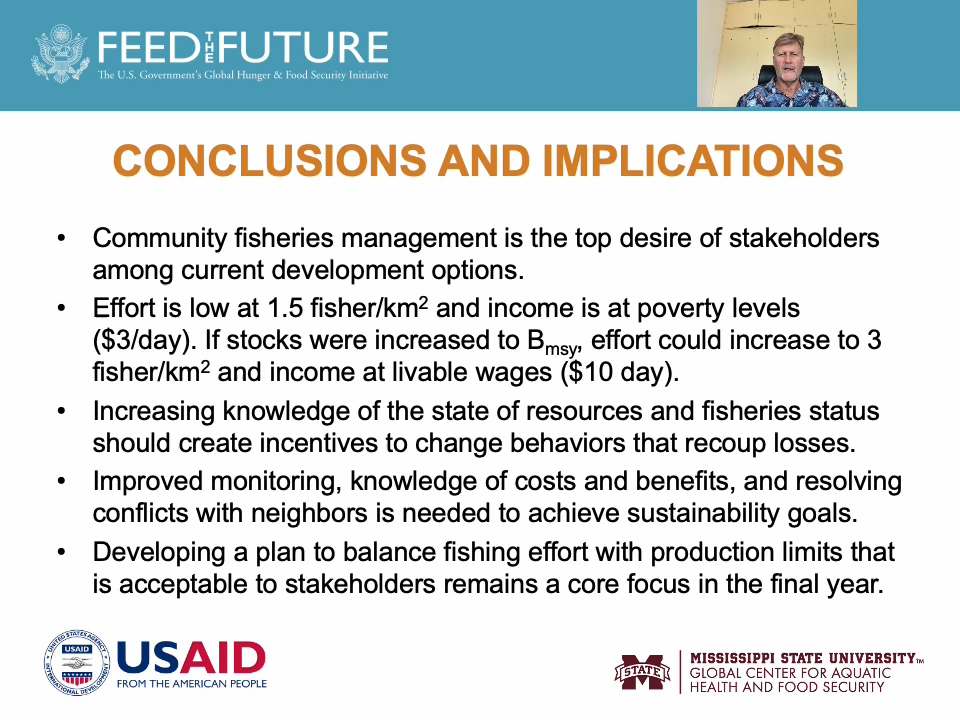 FEED THE FUTURE
The U.S. Government's Global Hunger & Food Security Initiative
CONCLUSIONS AND IMPLICATIONS
• Community fisheries management is the top desire of stakeholders
among current development options.
• Effort is low at 1.5 fisher/km² and income is at poverty levels
($3/day). If stocks were increased to Bmsy, effort could increase to 3
fisher/km² and income at livable wages ($10 day).
• Increasing knowledge of the state of resources and fisheries status
should create incentives to change behaviors that recoup losses.
• Improved monitoring, knowledge of costs and benefits, and resolving
conflicts with neighbors is needed to achieve sustainability goals.
• Developing a plan to balance fishing effort with production limits that
is acceptable to stakeholders remains a core focus in the final year.
UNITED STATES AGENCY
USAID
INTERNATIONAL DEVELOPMENT
USAID
FROM THE AMERICAN PEOPLE
STATE
MISSISSIPPI STATE UNIVERSITY™
GLOBAL CENTER FOR AQUATIC
HEALTH AND FOOD SECURITY